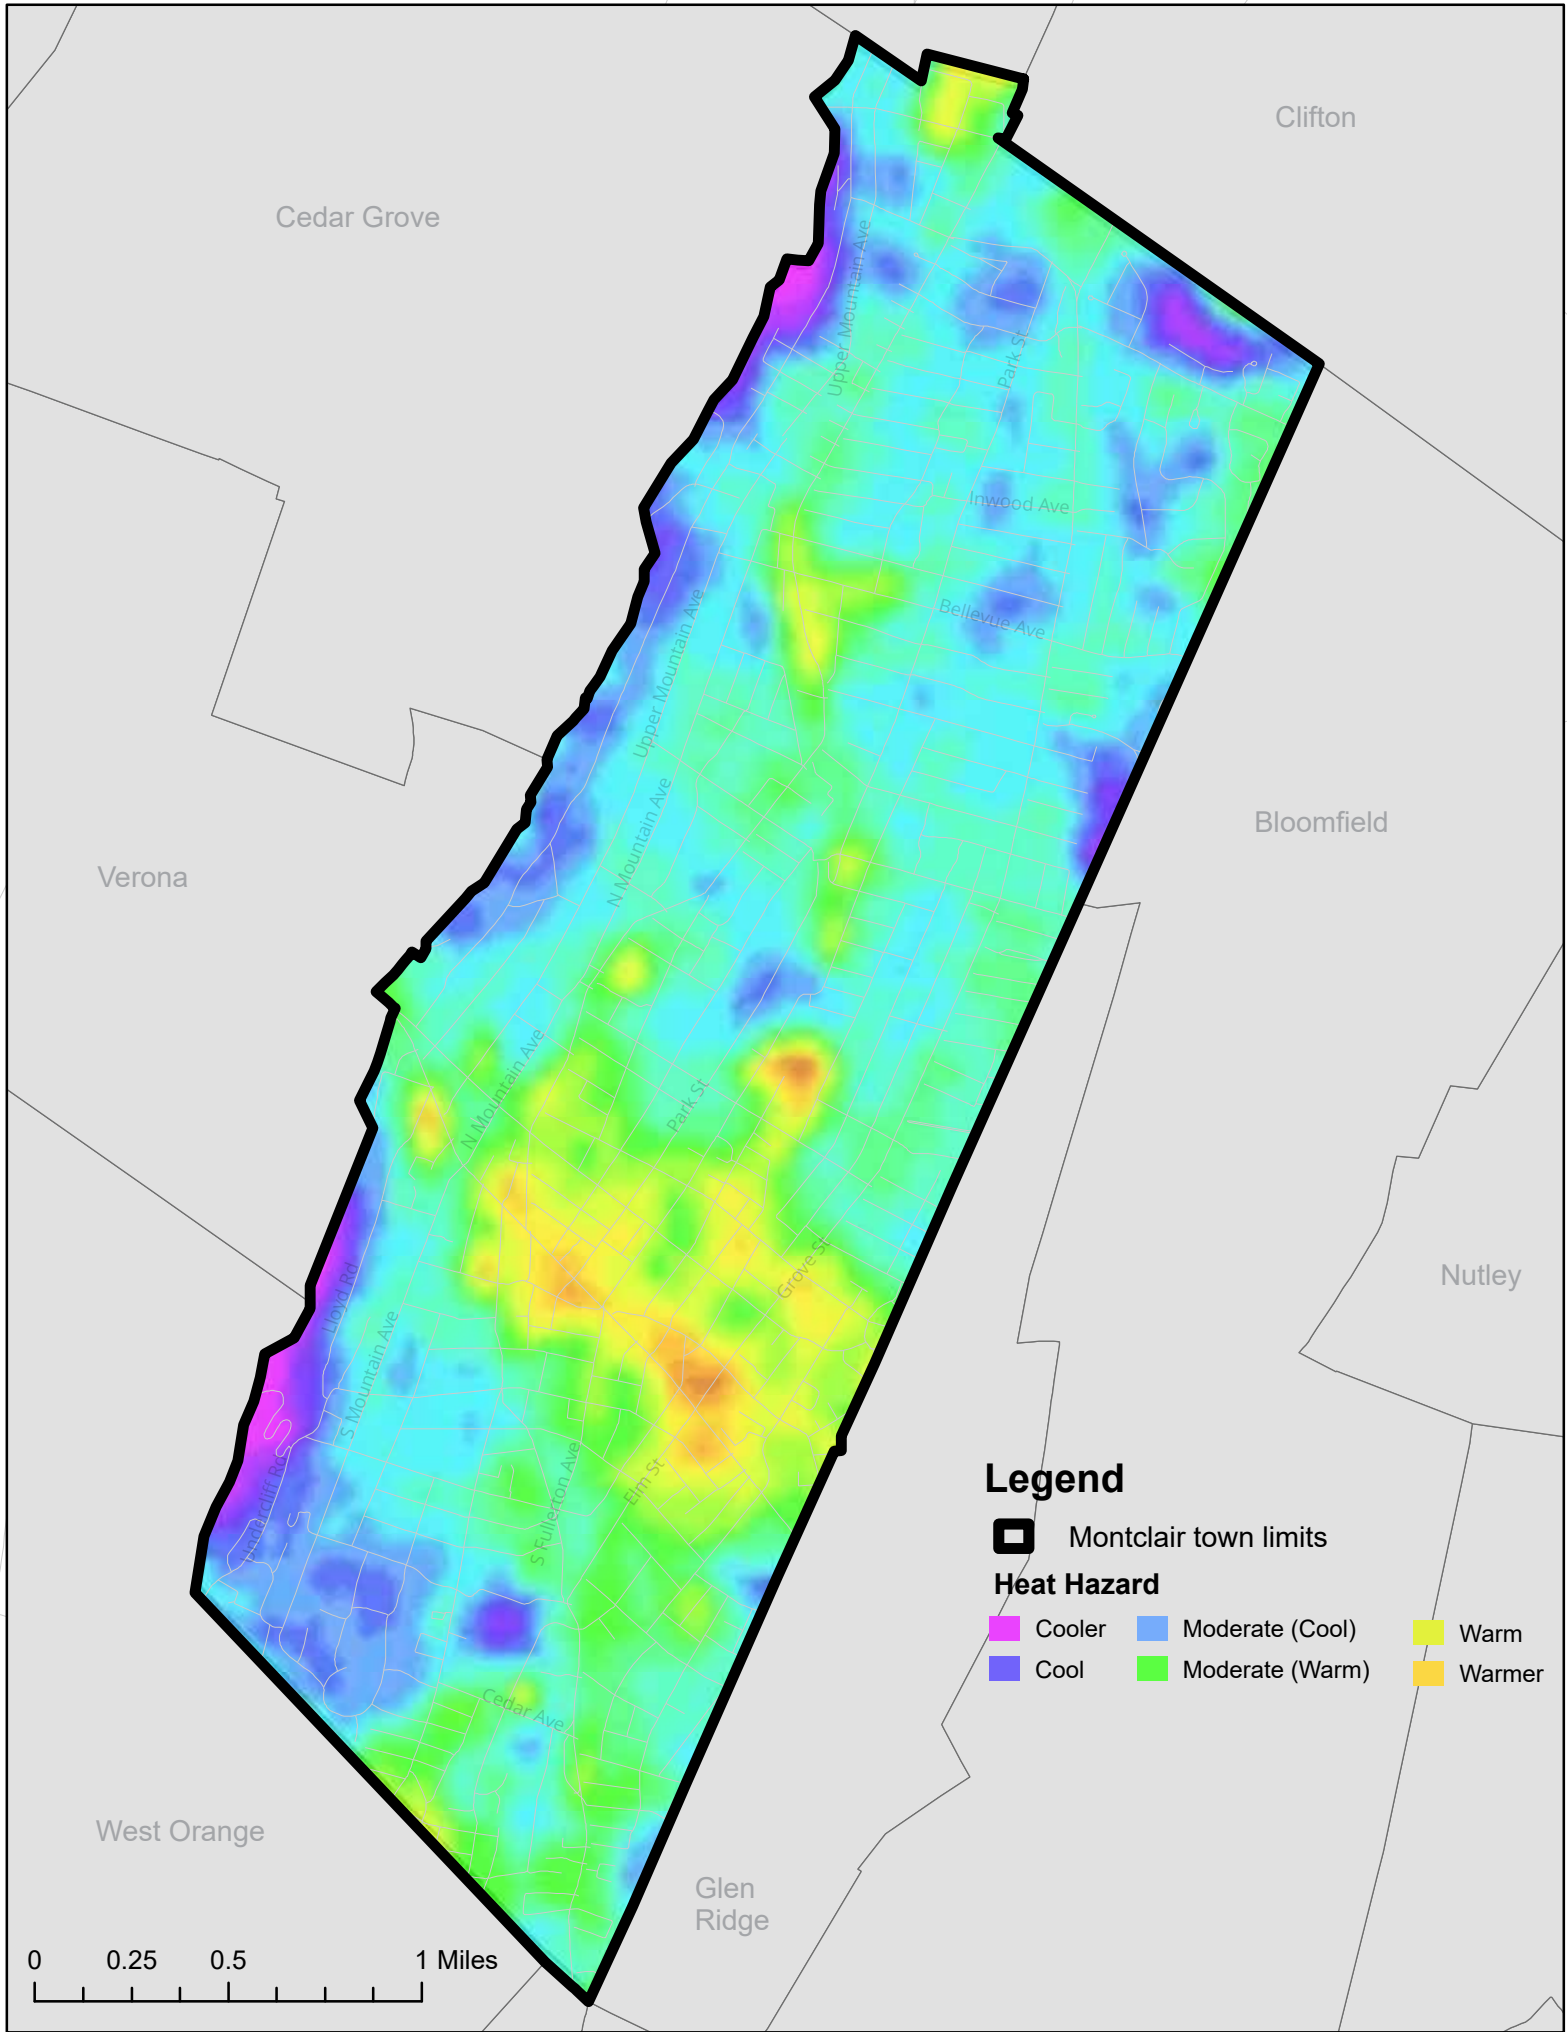 Clifton
Cedar Grove
Upper Mountain Ave
Park St
Inwood Ave
Bellevue Ave
Upper Mountain Ave
N Mountain Ave
Bloomfield
Verona
N Mountain Ave
Park St
Grove St
Nutley
Lloyd Rd
S Mountain Ave
Undercliff Rd
S Fullerton Ave
Elm St
Legend
Montclair town limits
Heat Hazard
Cooler
Moderate (Cool)
Warm
Cool
Moderate (Warm)
Warmer
Cedar Ave
West Orange
Glen
Ridge
0 0.25 0.5 1 Miles